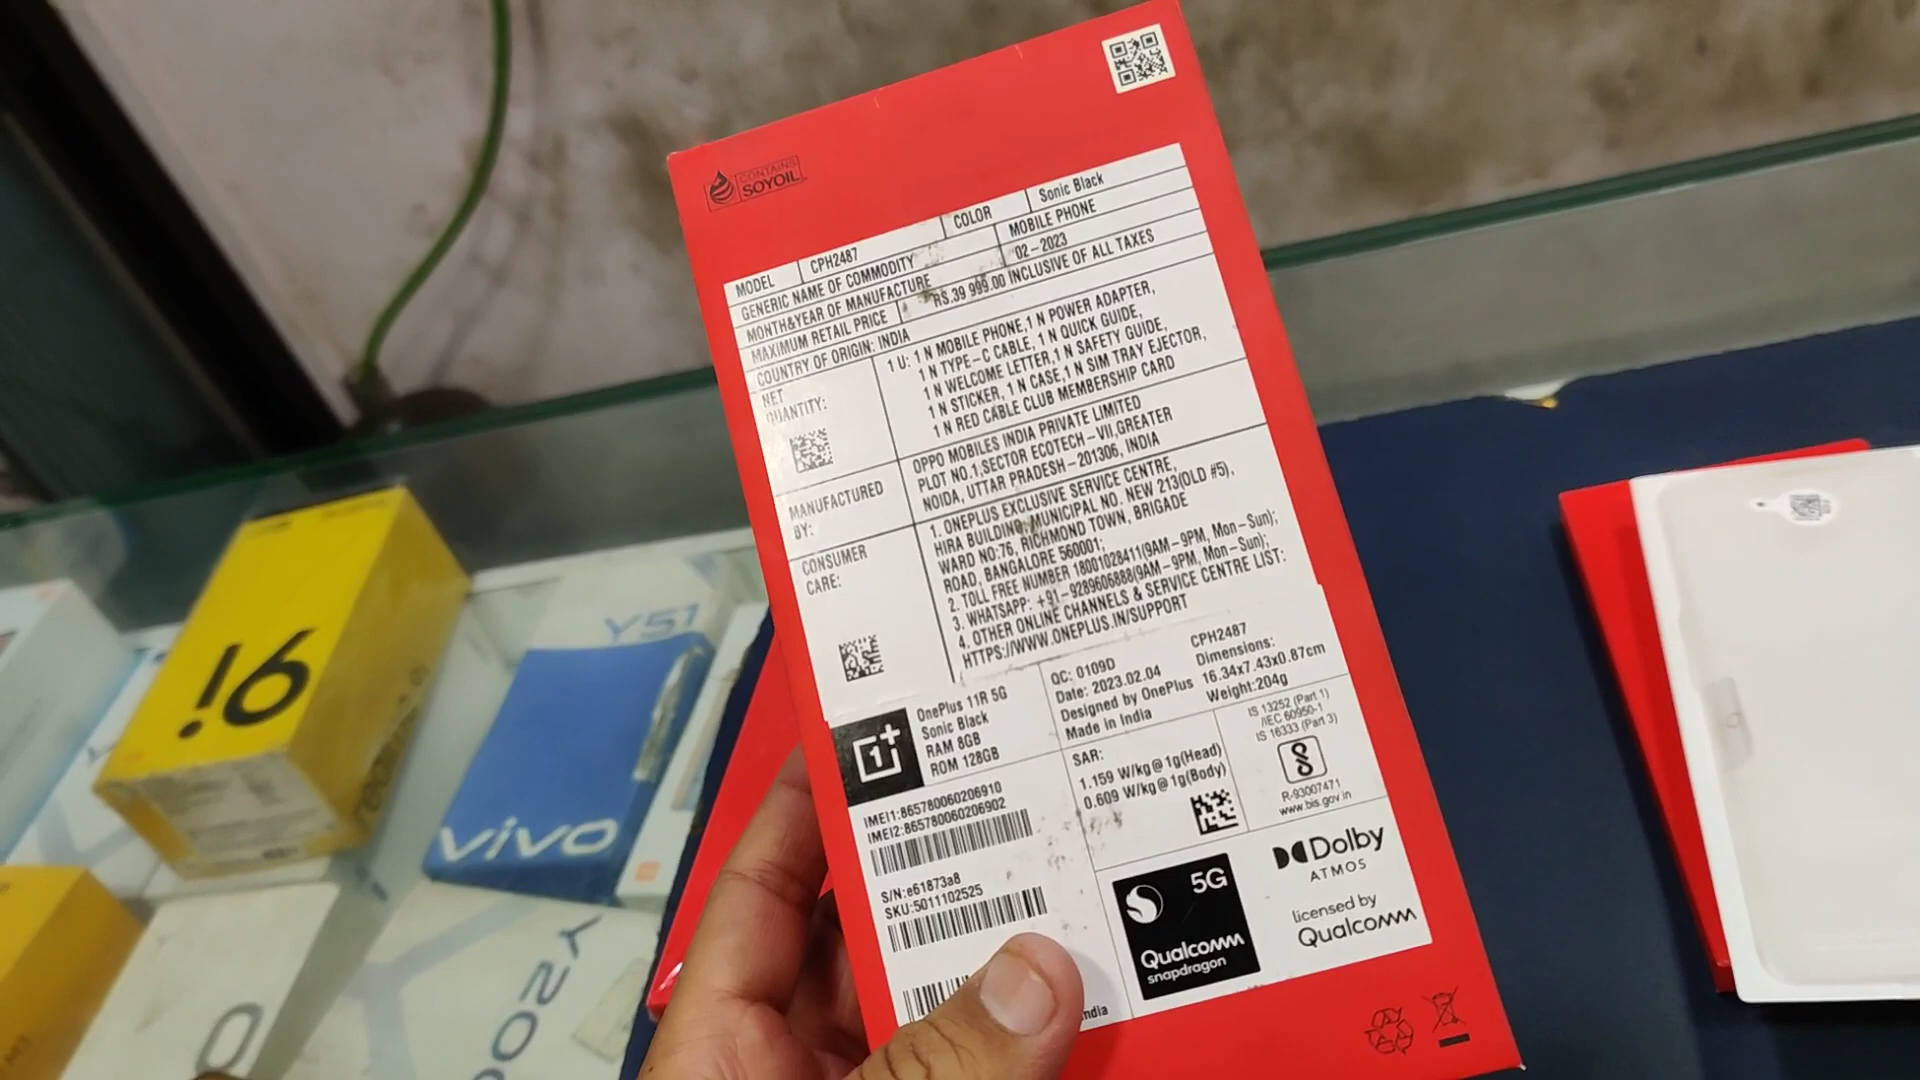 CONTAINS
SOYOIL
MODEL CPH2487 COLOR Sonic Black
GENERIC NAME OF COMMODITY MOBILE PHONE
MONTH&YEAR OF MANUFACTURE 02-2023
MAXIMUM RETAIL PRICE RS.39 999.00 INCLUSIVE OF ALL TAXES
COUNTRY OF ORIGIN: INDIA
NET QUANTITY:
1 U: 1 N MOBILE PHONE,1 N POWER ADAPTER,
1 N TYPE-C CABLE, 1 N QUICK GUIDE,
1 N WELCOME LETTER,1 N SAFETY GUIDE,
1 N STICKER, 1 N CASE,1 N SIM TRAY EJECTOR,
1 N RED CABLE CLUB MEMBERSHIP CARD
MANUFACTURED BY:
OPPO MOBILES INDIA PRIVATE LIMITED
PLOT NO.1,SECTOR ECOTECH-VII,GREATER
NOIDA, UTTAR PRADESH-201306, INDIA
CONSUMER CARE:
1. ONEPLUS EXCLUSIVE SERVICE CENTRE,
HIRA BUILDING,MUNICIPAL NO. NEW 213(OLD #5),
WARD NO:76, RICHMOND TOWN, BRIGADE
ROAD, BANGALORE 560001;
2. TOLL FREE NUMBER 18001028411(9AM-9PM, Mon-Sun);
3. WHATSAPP: +91-9289606888(9AM-9PM, Mon-Sun);
4. OTHER ONLINE CHANNELS & SERVICE CENTRE LIST:
HTTPS://WWW.ONEPLUS.IN/SUPPORT
OnePlus 11R 5G
Sonic Black
RAM 8GB
ROM 128GB
QC: 0109D
Date: 2023.02.04
Designed by OnePlus
Made in India
CPH2487
Dimensions:
16.34x7.43x0.87cm
Weight:204g
IMEI1:865780060206910
IMEI2:865780060206902
SAR:
1.159 W/kg@1g(Head)
0.609 W/kg@1g(Body)
IS 13252 (Part 1)
/IEC 60950-1
IS 16333 (Part 3)
R-93007471
www.bis.gov.in
S/N:e61873a8
SKU:5011102525
5G
Qualcomm
snapdragon
Dolby
ATMOS
licensed by
Qualcomm
ndia
9i
Y51
vivo
Y200